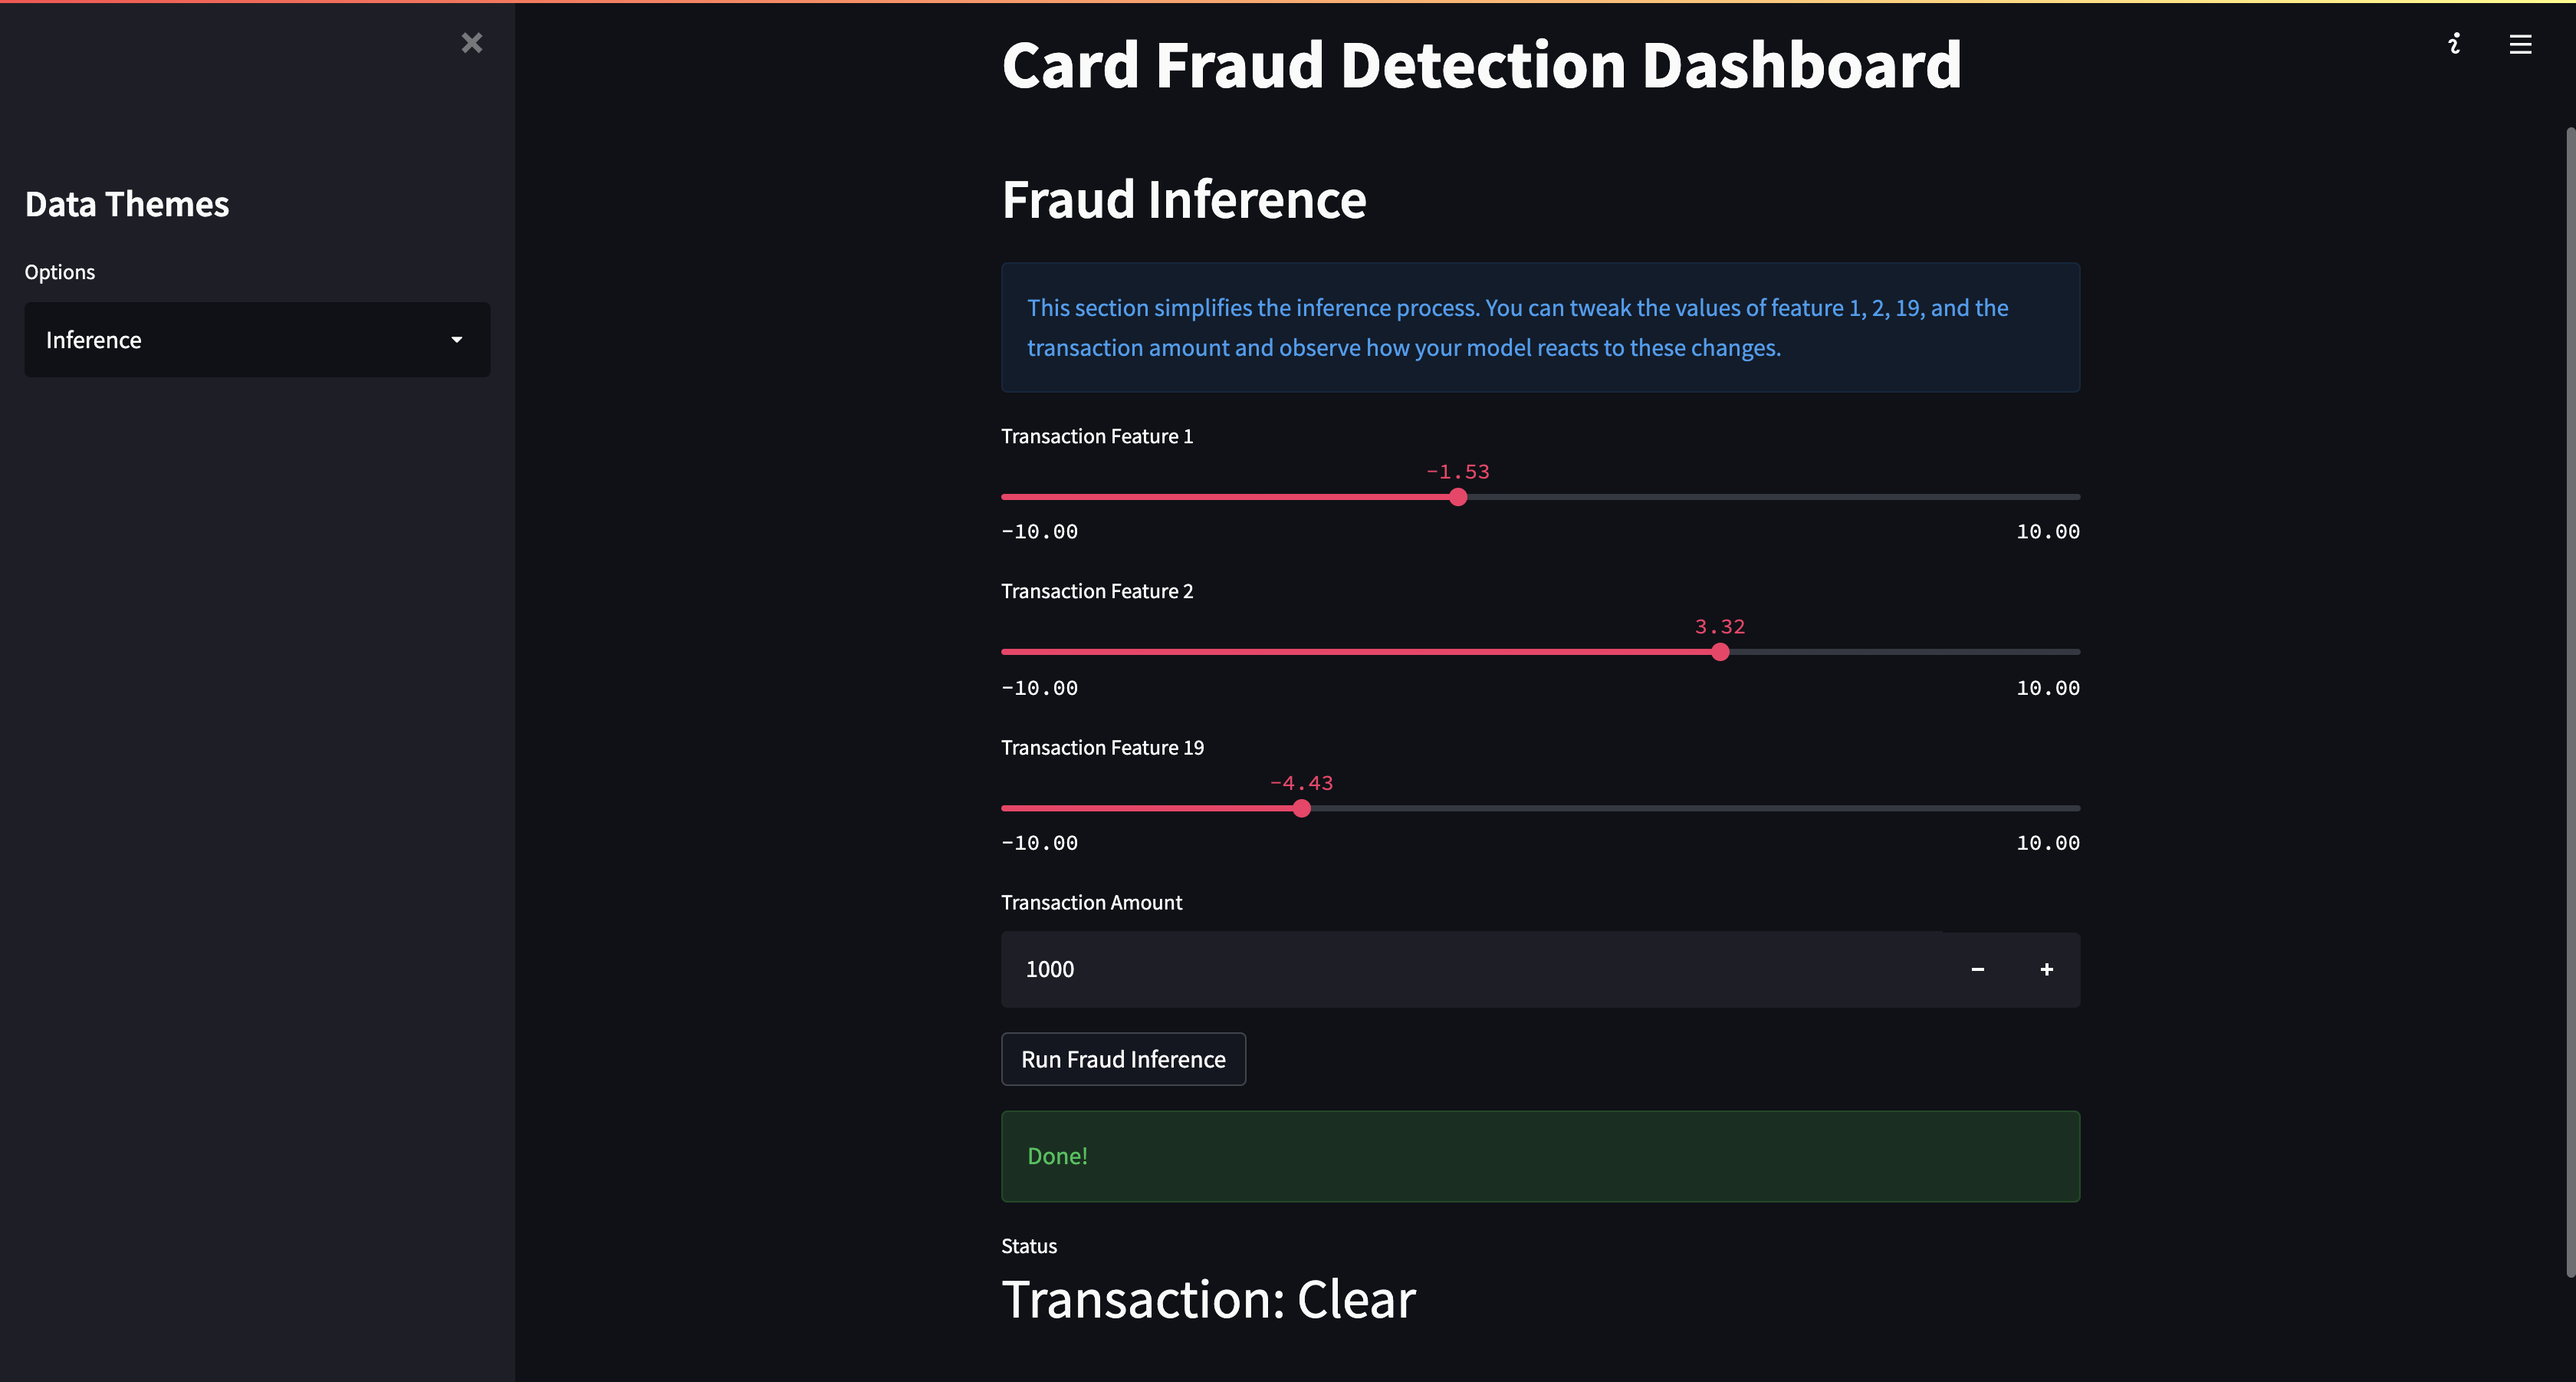 Card Fraud Detection Dashboard
Data Themes
Options
Inference
Fraud Inference
This section simplifies the inference process. You can tweak the values of feature 1, 2, 19, and the
transaction amount and observe how your model reacts to these changes.
Transaction Feature 1
-1.53
-10.00 10.00
Transaction Feature 2
3.32
-10.00 10.00
Transaction Feature 19
-4.43
-10.00 10.00
Transaction Amount
1000 − +
Run Fraud Inference
Done!
Status
Transaction: Clear